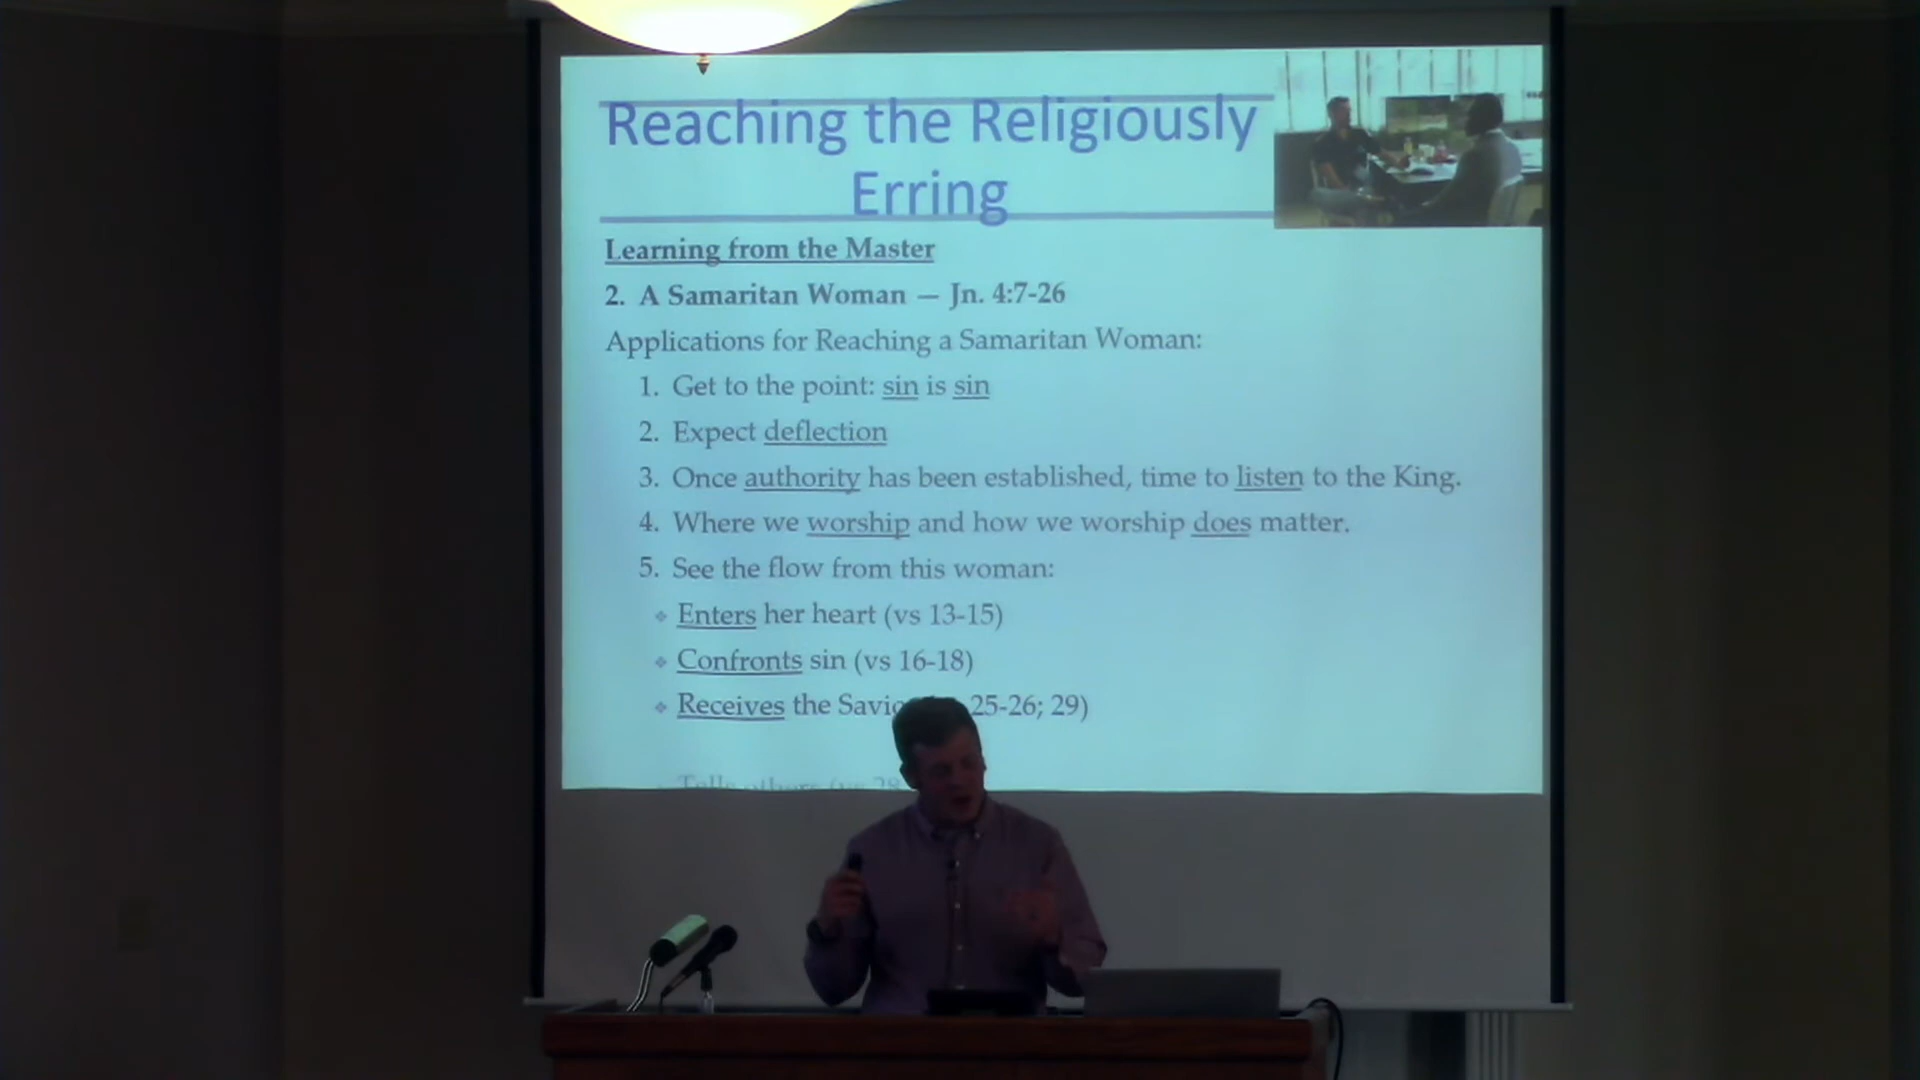 Reaching the Religiously
Erring
Learning from the Master
2. A Samaritan Woman — Jn. 4:7-26
Applications for Reaching a Samaritan Woman:
1. Get to the point: sin is sin
2. Expect deflection
3. Once authority has been established, time to listen to the King.
4. Where we worship and how we worship does matter.
5. See the flow from this woman:
❖ Enters her heart (vs 13-15)
❖ Confronts sin (vs 16-18)
❖ Receives the 25-26; 29)
Tells others (vs 28